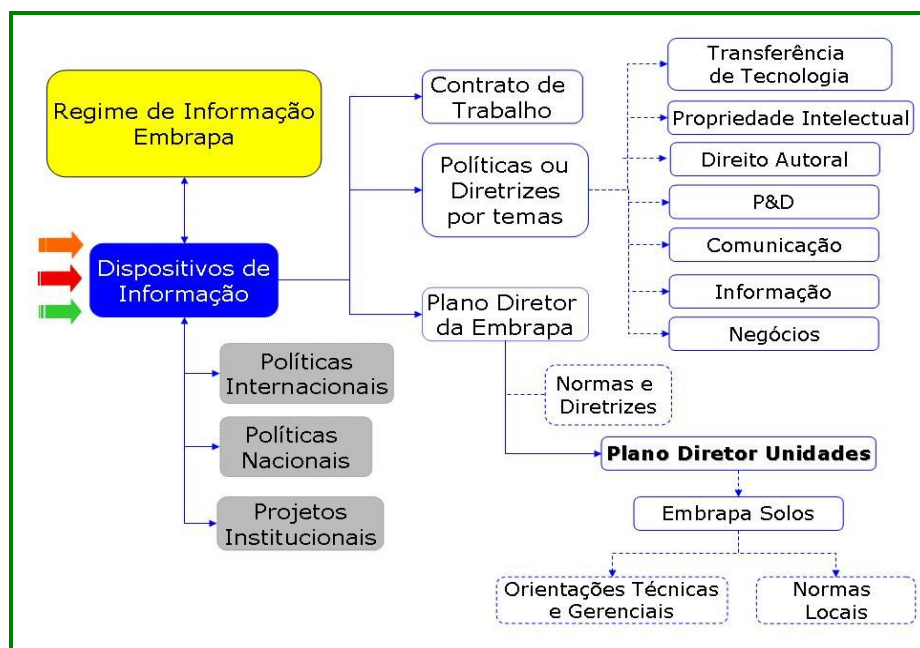 Regime de Informação
Embrapa
Dispositivos de
Informação
Políticas
Internacionais
Políticas
Nacionais
Projetos
Institucionais
Contrato de
Trabalho
Políticas ou
Diretrizes
por temas
Plano Diretor
da Embrapa
Transferência
de Tecnologia
Propriedade Intelectual
Direito Autoral
P&D
Comunicação
Informação
Negócios
Normas e
Diretrizes
Plano Diretor Unidades
Embrapa Solos
Orientações Técnicas
e Gerenciais
Normas
Locais